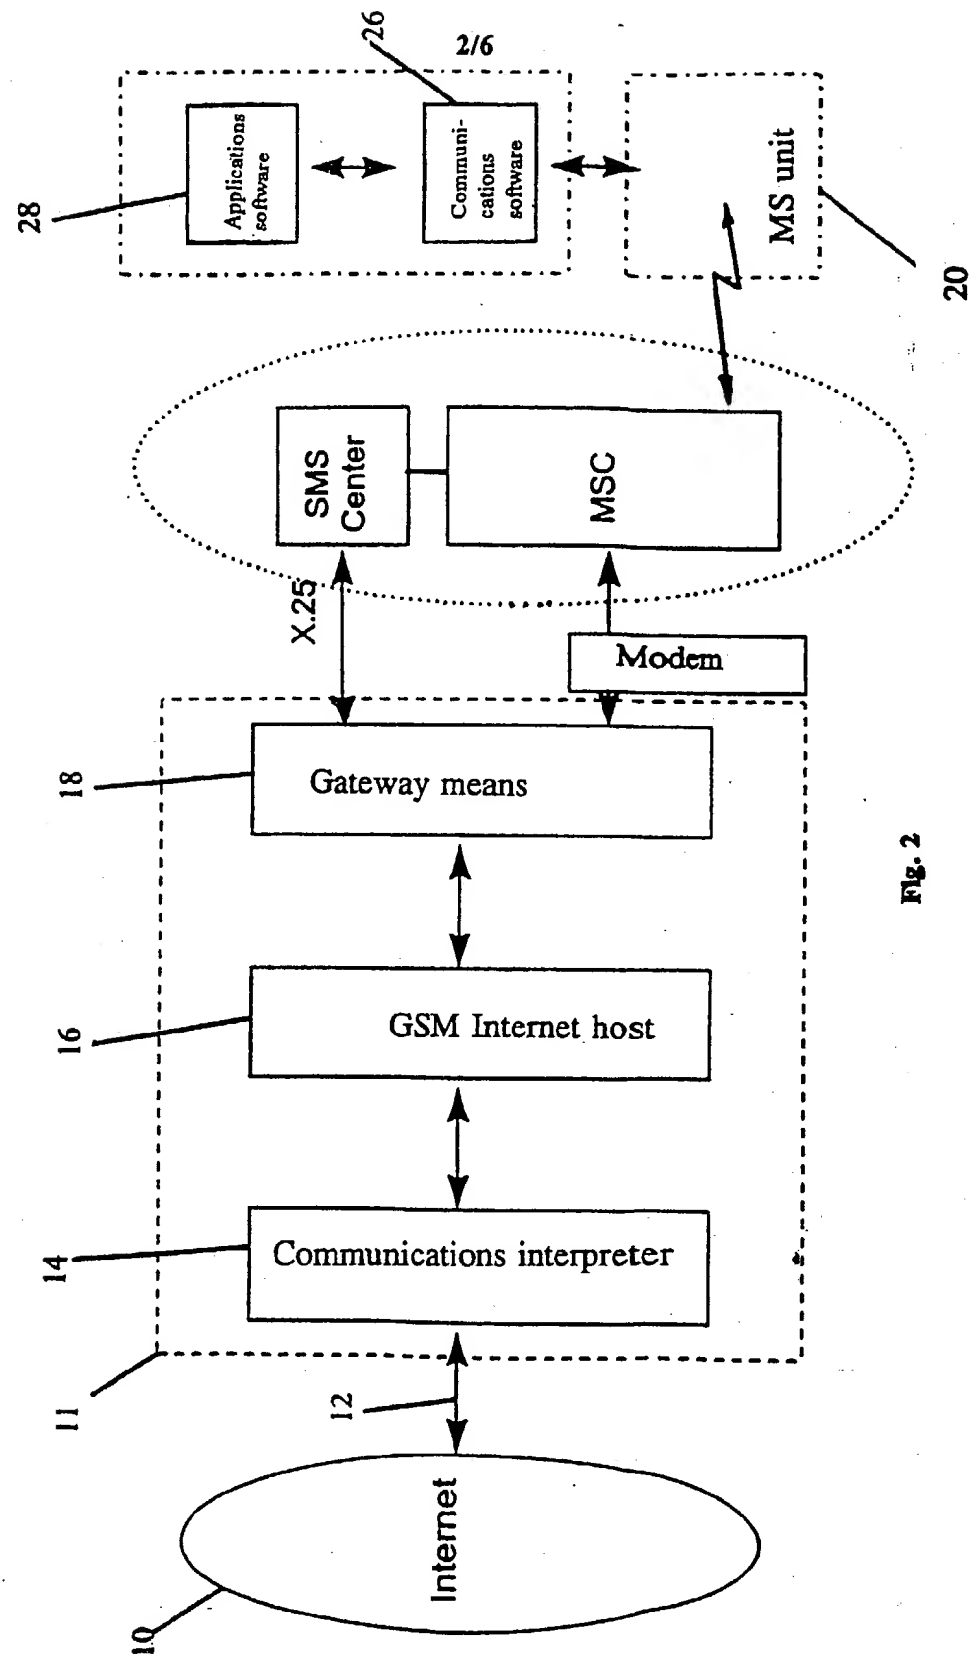 2/6
26
28
Applications
software
Communi-
cations
software
MS unit
20
SMS
Center
MSC
X.25
Modem
18
Gateway means
16
GSM Internet host
14
Communications interpreter
11
12
10
Internet
Fig. 2